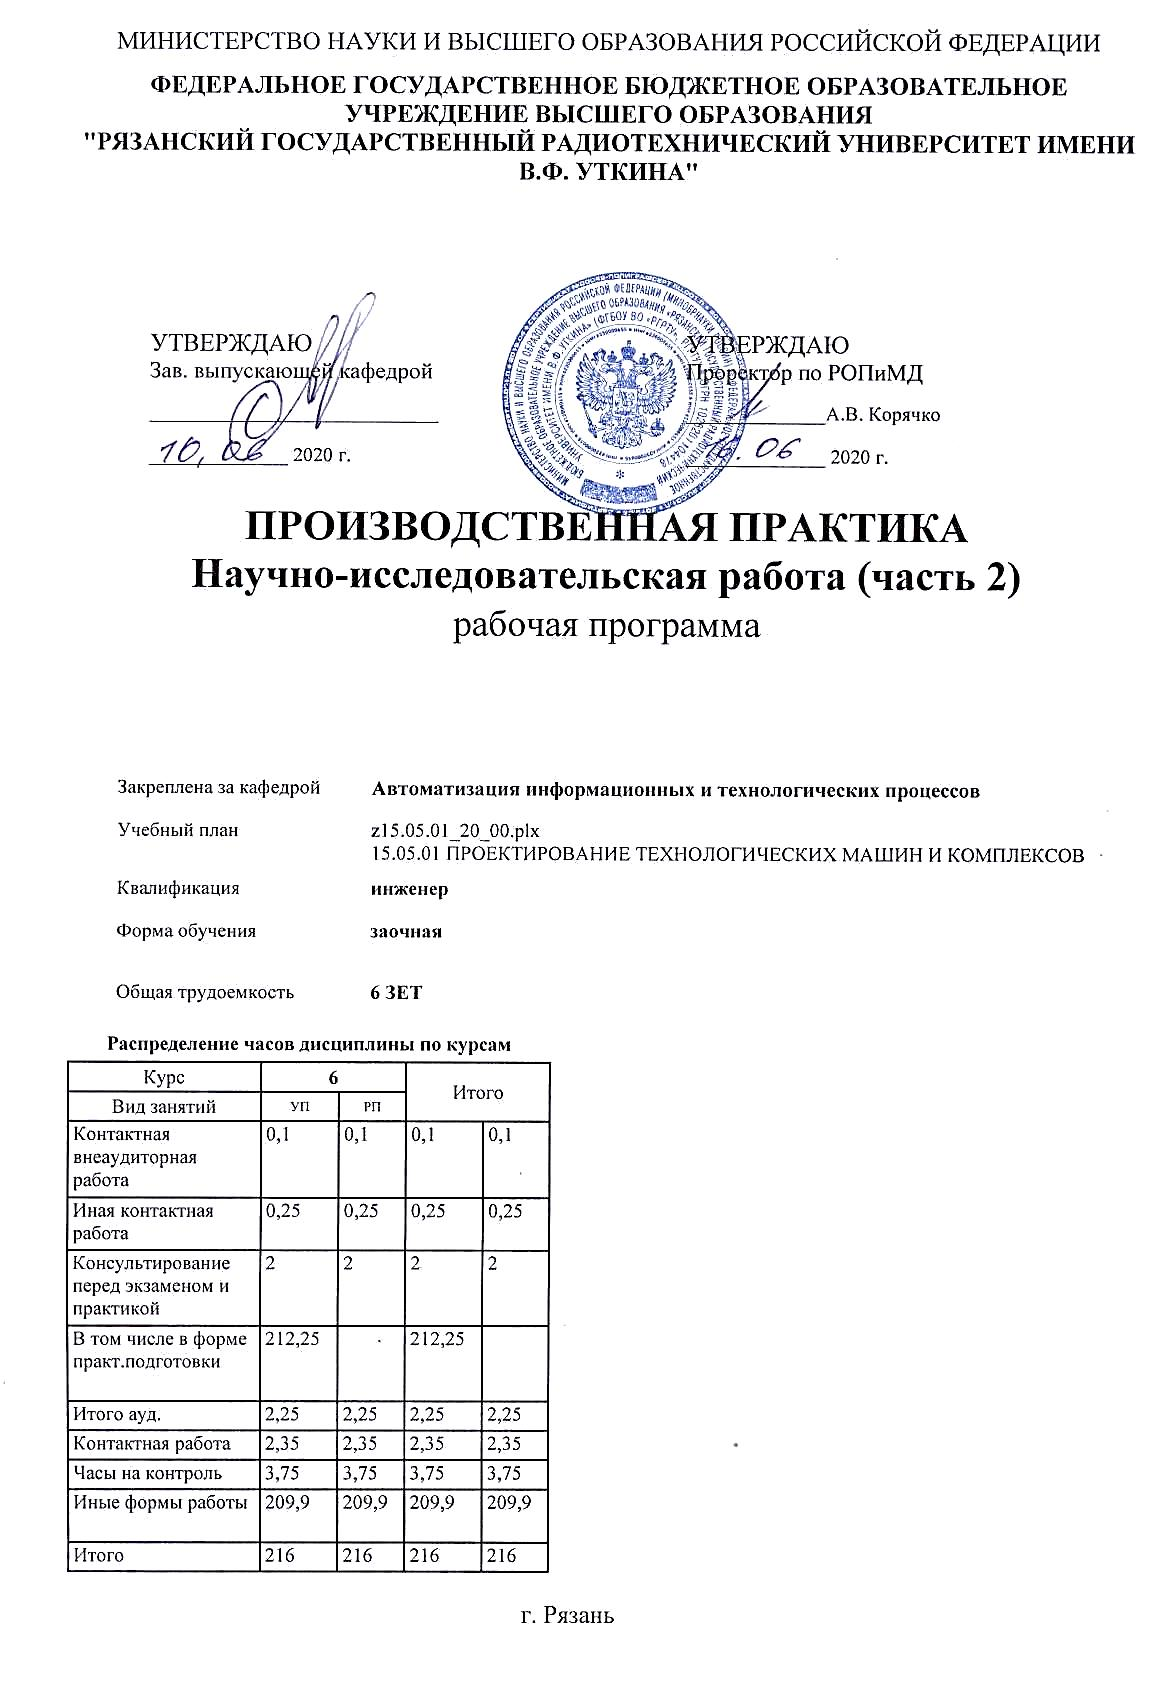 МИНИСТЕРСТВО НАУКИ И ВЫСШЕГО ОБРАЗОВАНИЯ РОССИЙСКОЙ ФЕДЕРАЦИИ
ФЕДЕРАЛЬНОЕ ГОСУДАРСТВЕННОЕ БЮДЖЕТНОЕ ОБРАЗОВАТЕЛЬНОЕ
УЧРЕЖДЕНИЕ ВЫСШЕГО ОБРАЗОВАНИЯ
"РЯЗАНСКИЙ ГОСУДАРСТВЕННЫЙ РАДИОТЕХНИЧЕСКИЙ УНИВЕРСИТЕТ ИМЕНИ
В.Ф. УТКИНА"
УТВЕРЖДАЮ
Зав. выпускающей кафедрой
10, 06 2020 г.
УТВЕРЖДАЮ
Проректор по РОПиМД
А.В. Корячко
06 2020 г.
ПРОИЗВОДСТВЕННАЯ ПРАКТИКА
Научно-исследовательская работа (часть 2)
рабочая программа
Закреплена за кафедрой Автоматизация информационных и технологических процессов
Учебный план z15.05.01_20_00.plx
15.05.01 ПРОЕКТИРОВАНИЕ ТЕХНОЛОГИЧЕСКИХ МАШИН И КОМПЛЕКСОВ
Квалификация инженер
Форма обучения заочная
Общая трудоемкость 6 ЗЕТ
Распределение часов дисциплины по курсам
Курс 6 Итого
Вид занятий УП РП
Контактная 0,1 0,1 0,1 0,1
внеаудиторная
работа
Иная контактная 0,25 0,25 0,25 0,25
работа
Консультирование 2 2 2 2
перед экзаменом и
практикой
В том числе в форме 212,25 212,25
практ.подготовки
Итого ауд. 2,25 2,25 2,25 2,25
Контактная работа 2,35 2,35 2,35 2,35
Часы на контроль 3,75 3,75 3,75 3,75
Иные формы работы 209,9 209,9 209,9 209,9
Итого 216 216 216 216
г. Рязань